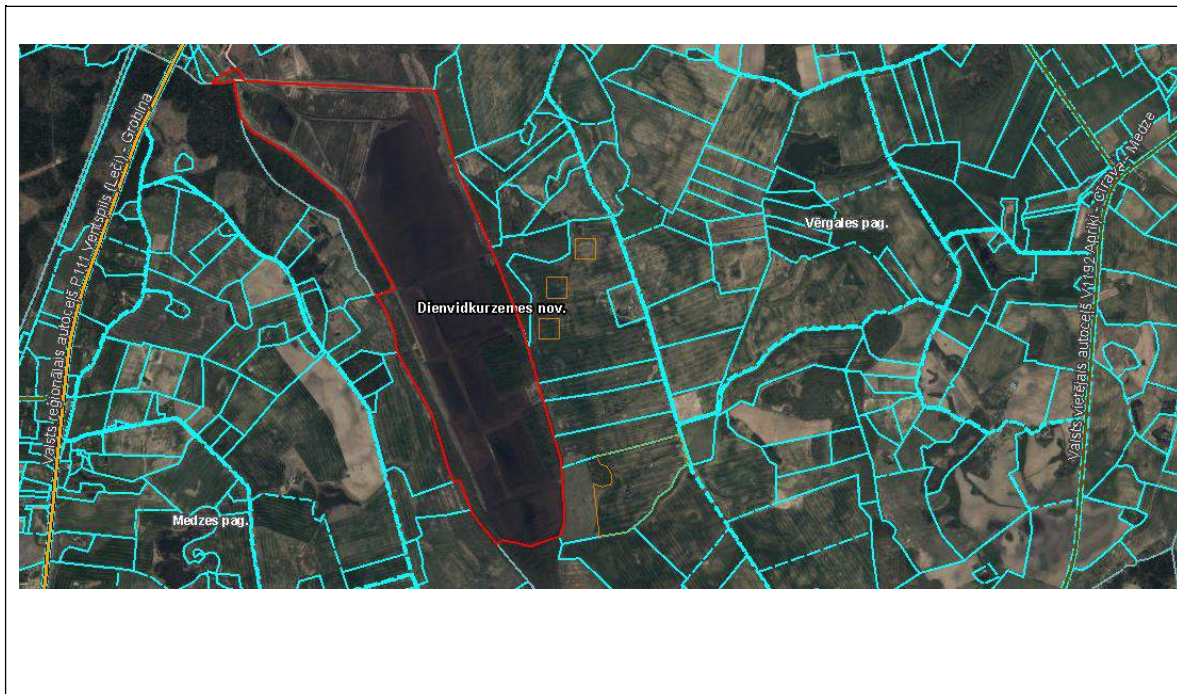 Valsts reģionālais autoceļš P111 Ventspils (Leči) - Grobiņa
Vērgales pag.
Valsts vietējais autoceļš V1192 Apriķi - Cīrava - Medze
Dienvidkurzemes nov.
Medzes pag.